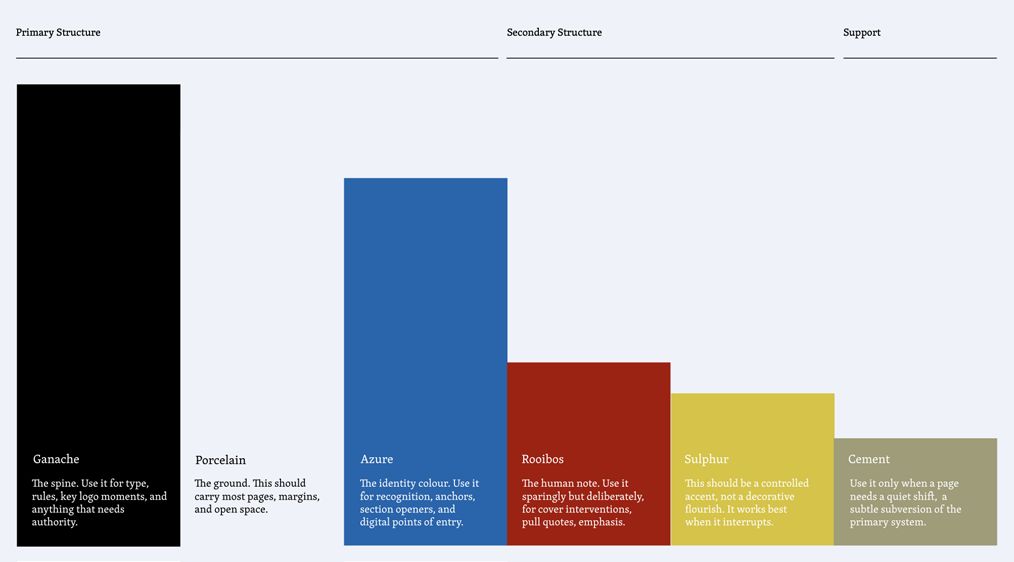 Primary Structure
Secondary Structure
Support
Ganache
The spine. Use it for type,
rules, key logo moments, and
anything that needs
authority.
Porcelain
The ground. This should
carry most pages, margins,
and open space.
Azure
The identity colour. Use it
for recognition, anchors,
section openers, and
digital points of entry.
Rooibos
The human note. Use it
sparingly but deliberately,
for cover interventions,
pull quotes, emphasis.
Sulphur
This should be a controlled
accent, not a decorative
flourish. It works best
when it interrupts.
Cement
Use it only when a page
needs a quiet shift, a
subtle subversion of the
primary system.